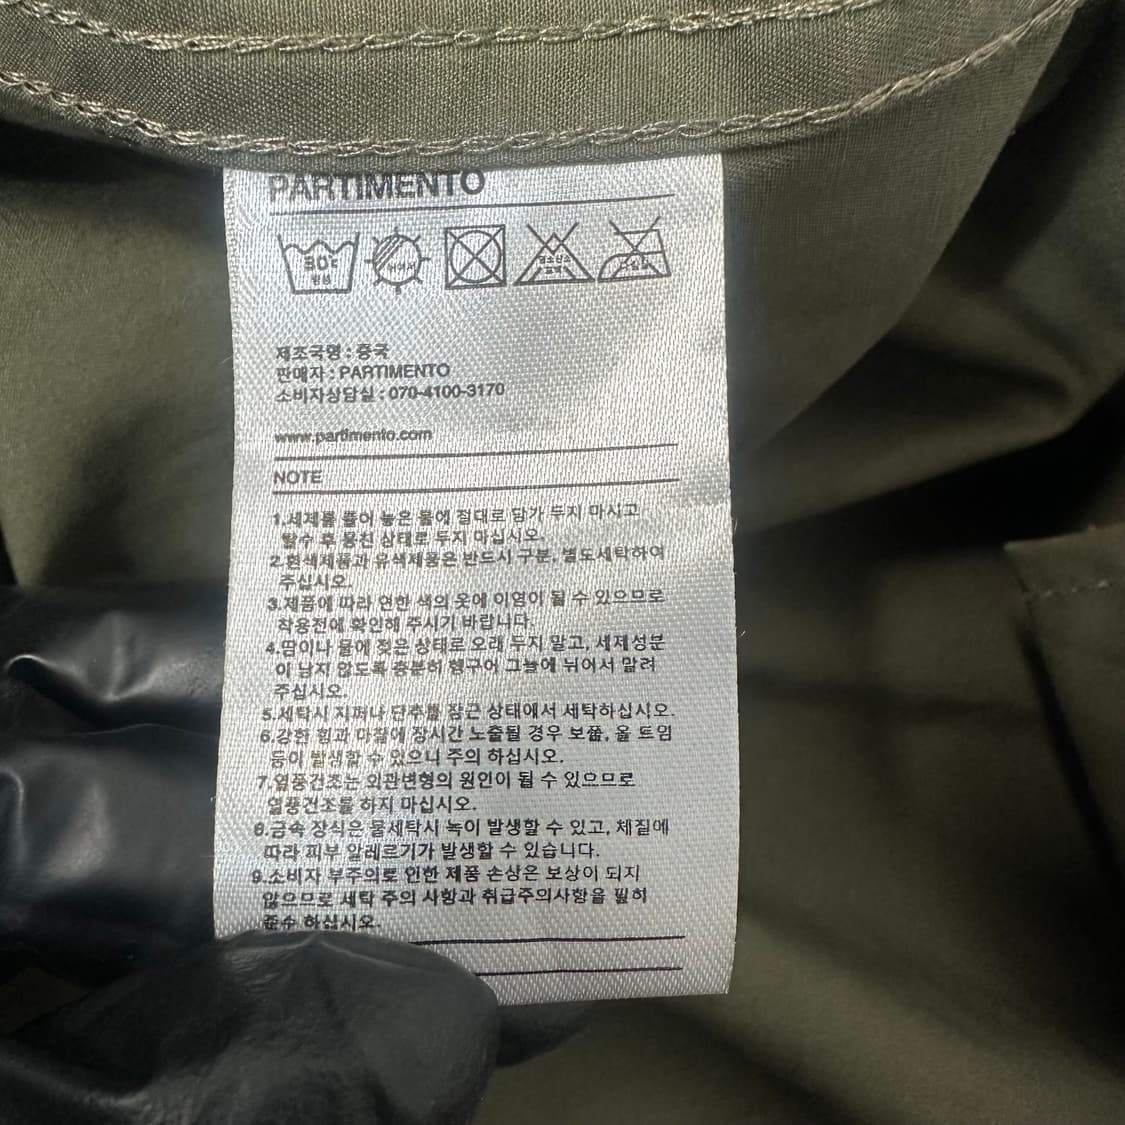 PARTIMENTO
30℃
중성
염소산소
표백
제조국명 : 중국
판매자 : PARTIMENTO
소비자상담실 : 070-4100-3170
www.partimento.com
NOTE
1.세제를 풀어 놓은 물에 절대로 담가 두지 마시고
탈수 후 뭉친 상태로 두지 마십시오.
2.흰색제품과 유색제품은 반드시 구분, 별도세탁하여
주십시오.
3.제품에 따라 연한 색의 옷에 이염이 될 수 있으므로
착용전에 확인해 주시기 바랍니다.
4.땀이나 물에 젖은 상태로 오래 두지 말고, 세제성분
이 남지 않도록 충분히 헹구어 그늘에 뉘어서 말려
주십시오.
5.세탁시 지퍼나 단추를 잠근 상태에서 세탁하십시오.
6.강한 힘과 마찰에 장시간 노출될 경우 보풀, 올 트임
등이 발생할 수 있으니 주의 하십시오.
7.열풍건조는 외관변형의 원인이 될 수 있으므로
열풍건조를 하지 마십시오.
8.금속 장식은 물세탁시 녹이 발생할 수 있고, 체질에
따라 피부 알레르기가 발생할 수 있습니다.
9.소비자 부주의로 인한 제품 손상은 보상이 되지
않으므로 세탁 주의 사항과 취급주의사항을 필히
준수 하십시오.